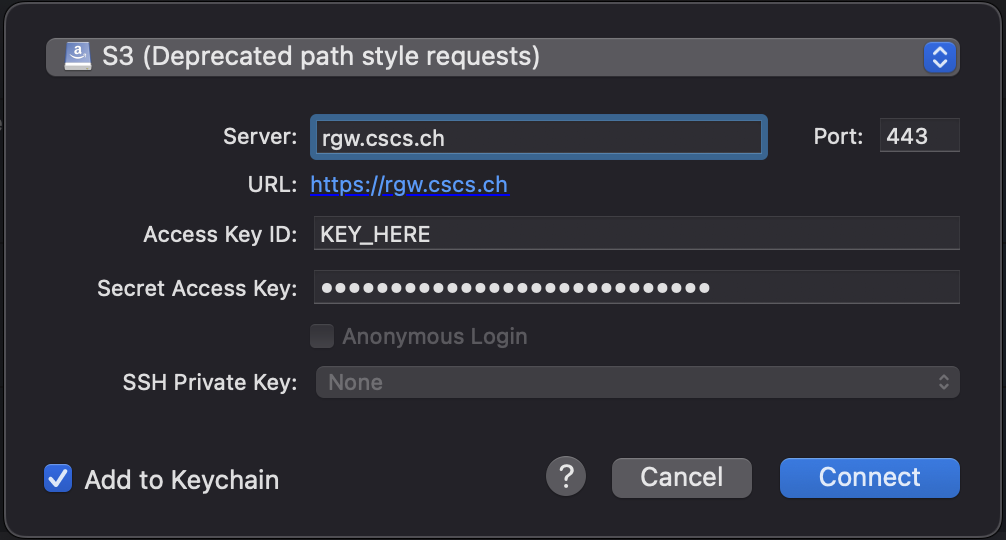 S3 (Deprecated path style requests)
Server: rgw.cscs.ch Port: 443
URL: https://rgw.cscs.ch
Access Key ID: KEY_HERE
Secret Access Key: ••••••••••••••••••••••••••••
Anonymous Login
SSH Private Key: None
Add to Keychain ? Cancel Connect